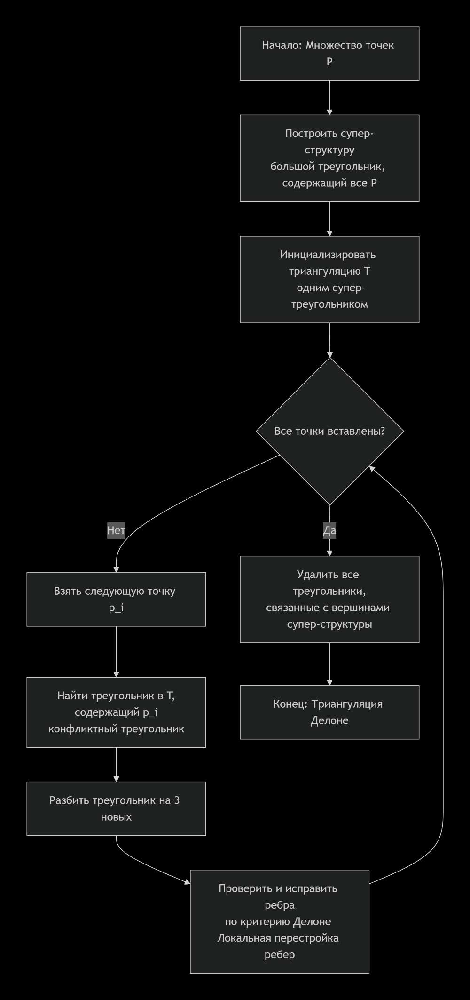 Начало: Множество точек
P
Построить супер-
структуру
большой треугольник,
содержащий все P
Инициализировать
триангуляцию T
одним супер-
треугольником
Все точки вставлены?
Нет
Да
Взять следующую точку
p_i
Найти треугольник в T,
содержащий p_i
конфликтный треугольник
Разбить треугольник на 3
новых
Проверить и исправить
ребра
по критерию Делоне
Локальная перестройка
ребер
Удалить все
треугольники,
связанные с вершинами
супер-структуры
Конец: Триангуляция
Делоне